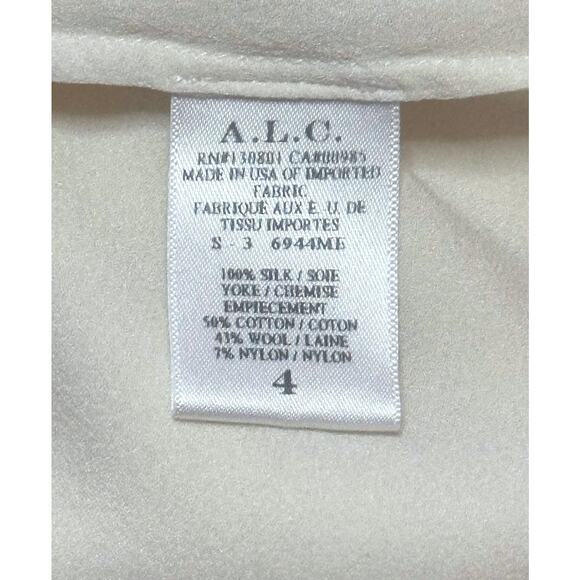 A.L.C.
RN#130801 CA#00985
MADE IN USA OF IMPORTED
FABRIC
FABRIQUE AUX E. U. DE
TISSU IMPORTES
S - 3 6944ME
100% SILK / SOIE
YOKE / CHEMISE
EMPIECEMENT
50% COTTON / COTON
43% WOOL / LAINE
7% NYLON / NYLON
4